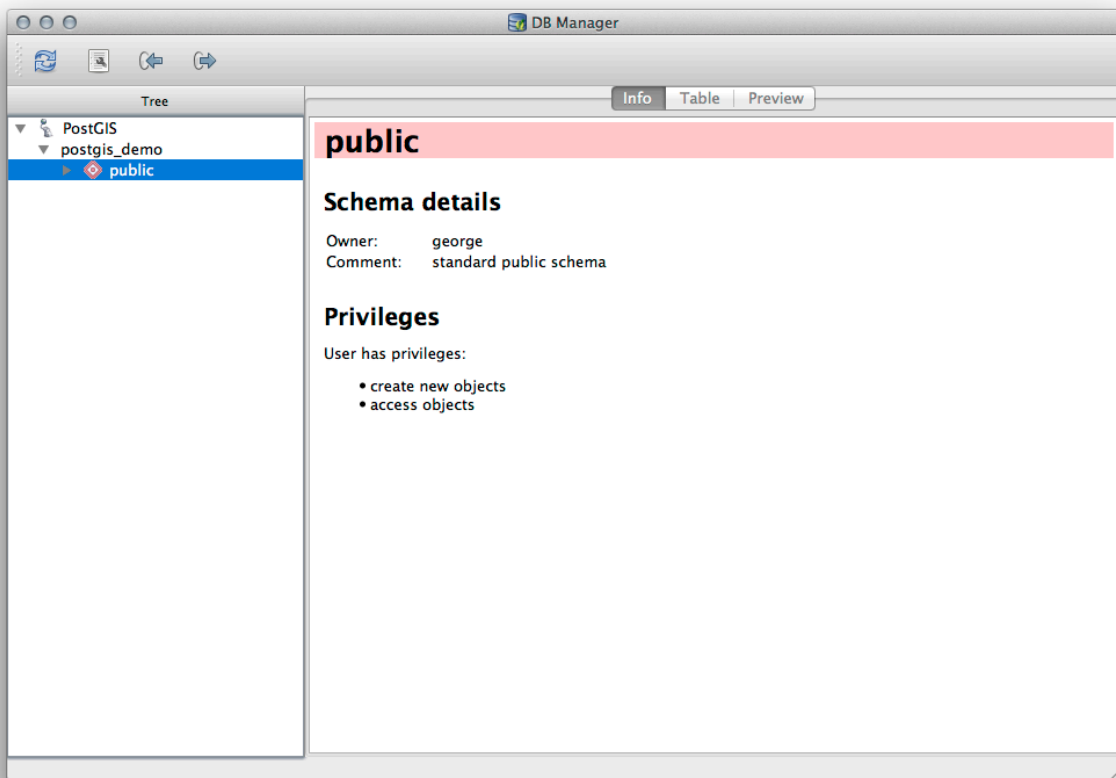 DB Manager
Tree
Info Table Preview
PostGIS
postgis_demo
public
public
Schema details
Owner: george
Comment: standard public schema
Privileges
User has privileges:
• create new objects
• access objects